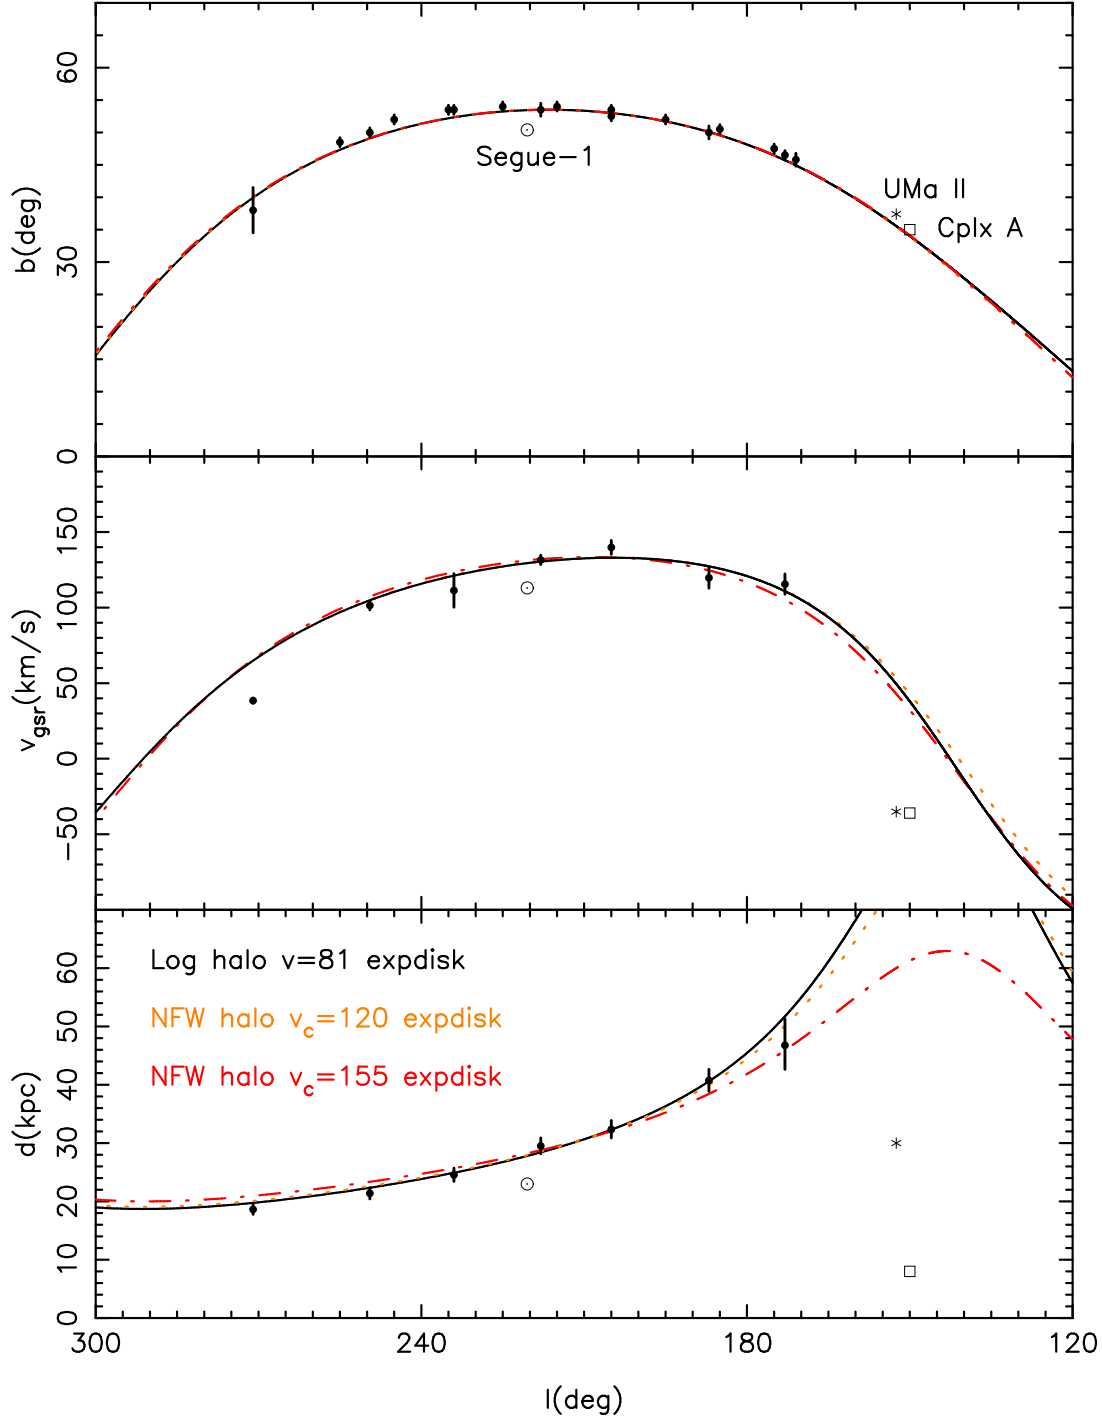 60
30
0
b(deg)
Segue-1
UMa II
Cplx A
150
100
50
0
-50
v_gsr(km/s)
Log halo v=81 expdisk
NFW halo v_c=120 expdisk
NFW halo v_c=155 expdisk
60
50
40
30
20
10
0
d(kpc)
300 240 180 120
l(deg)